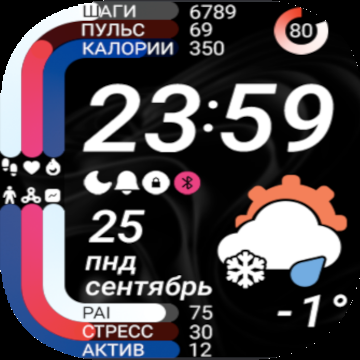 ШАГИ 6789
ПУЛЬС 69
КАЛОРИИ 350
80
23:59
25
пнд
сентябрь
-1°
PAI 75
СТРЕСС 30
АКТИВ 12